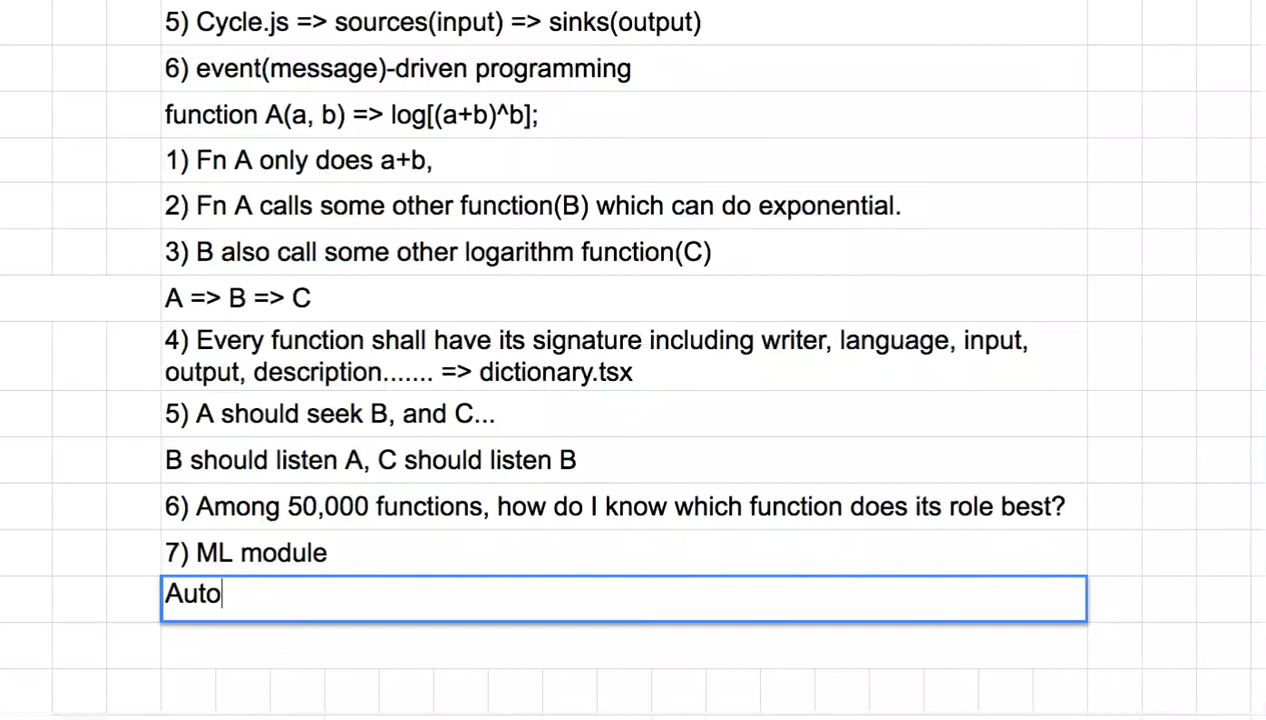 5) Cycle.js => sources(input) => sinks(output)
6) event(message)-driven programming
function A(a, b) => log[(a+b)^b];
1) Fn A only does a+b,
2) Fn A calls some other function(B) which can do exponential.
3) B also call some other logarithm function(C)
A => B => C
4) Every function shall have its signature including writer, language, input,
output, description....... => dictionary.tsx
5) A should seek B, and C...
B should listen A, C should listen B
6) Among 50,000 functions, how do I know which function does its role best?
7) ML module
Auto